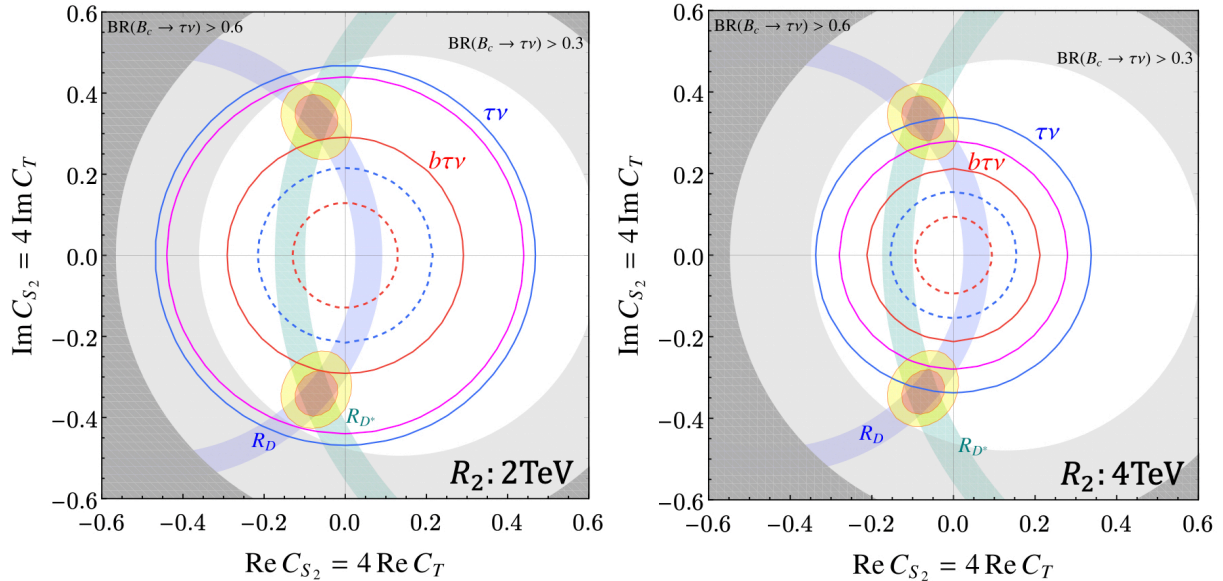 BR(B_c → τν) > 0.6
BR(B_c → τν) > 0.3
τν
bτν
R_D
R_{D*}
R_2: 2TeV
Im C_{S_2} = 4 Im C_T
0.6
0.4
0.2
0.0
−0.2
−0.4
−0.6
−0.6 −0.4 −0.2 0.0 0.2 0.4 0.6
Re C_{S_2} = 4 Re C_T
BR(B_c → τν) > 0.6
BR(B_c → τν) > 0.3
τν
bτν
R_D
R_{D*}
R_2: 4TeV
Im C_{S_2} = 4 Im C_T
0.6
0.4
0.2
0.0
−0.2
−0.4
−0.6
−0.6 −0.4 −0.2 0.0 0.2 0.4 0.6
Re C_{S_2} = 4 Re C_T